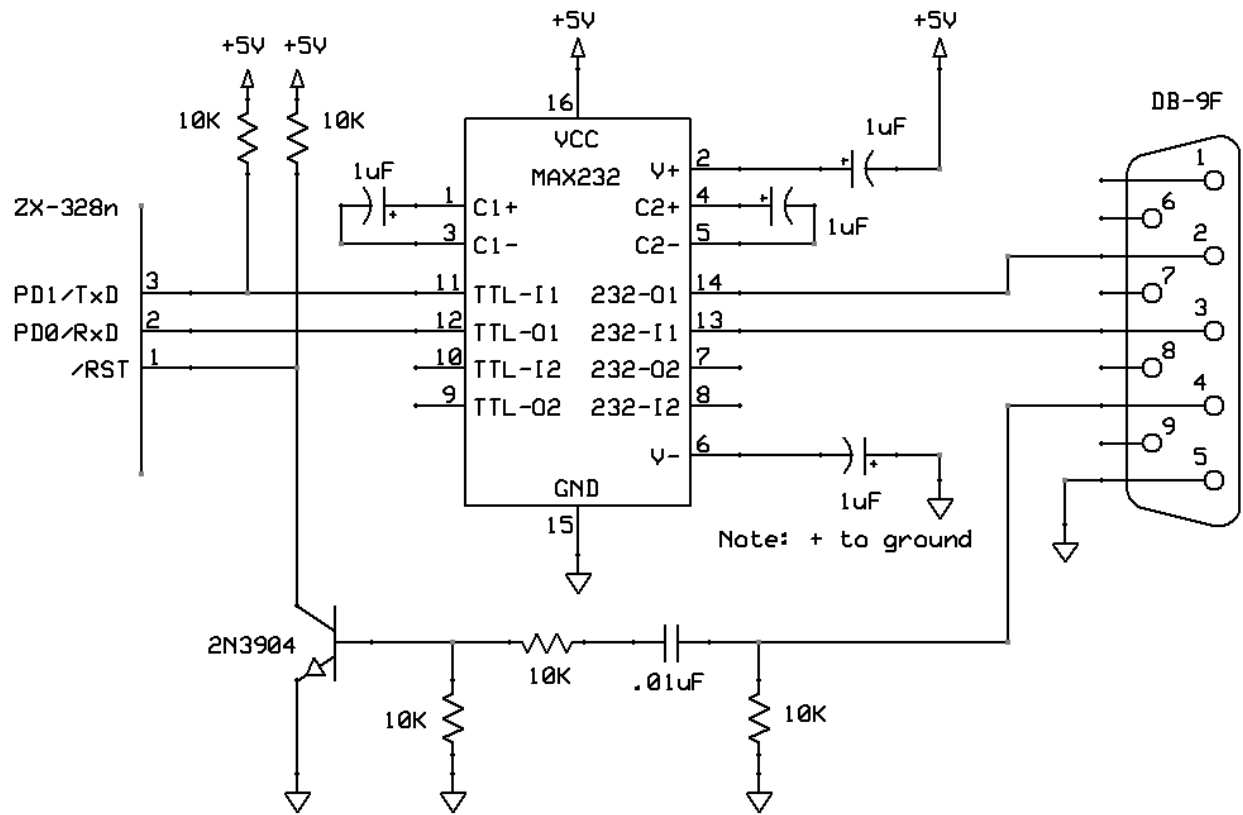 +5V
+5V
+5V +5V
DB-9F
10K
10K
16
VCC
1uF
1
1uF
MAX232
V+
2
6
ZX-328n
+
1
C1+
C2+
4
+
+
1uF
2
3
C1-
C2-
5
7
PD1/TxD
3
11
TTL-I1
232-O1
14
3
PD0/RxD
2
12
TTL-O1
232-I1
13
8
/RST
1
10
TTL-I2
232-O2
7
4
9
TTL-O2
232-I2
8
9
V-
6
+
5
GND
1uF
15
Note: + to ground
2N3904
10K
.01uF
10K
10K